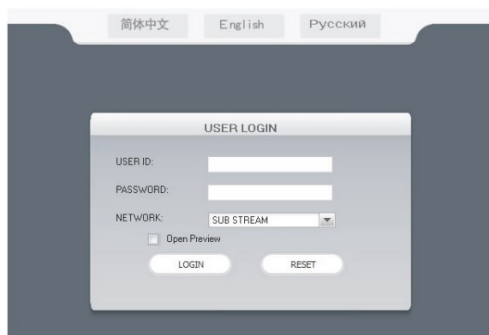 简体中文 English Русский
USER LOGIN
USER ID:
PASSWORD:
NETWORK: SUB STREAM
Open Preview
LOGIN RESET